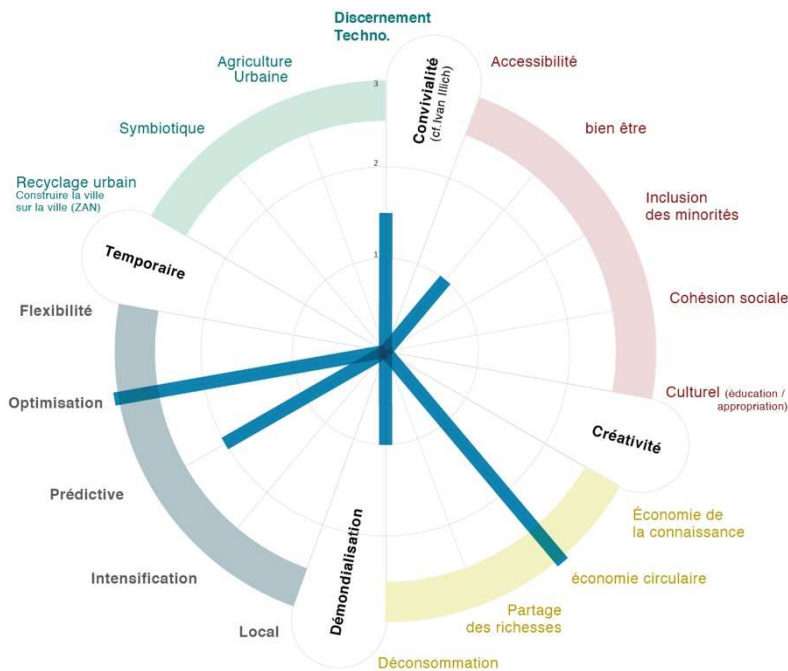 Discernement
Techno.
Convivialité
(cf.Ivan Illich)
Accessibilité
bien être
Inclusion
des minorités
Cohésion sociale
Culturel (èducation /
appropriation)
Créativité
Économie de
la connaissance
économie circulaire
Partage
des richesses
Déconsommation
Démondialisation
Local
Intensification
Prédictive
Optimisation
Flexibilité
Temporaire
Recyclage urbain
Construire la ville
sur la ville (ZAN)
Symbiotique
Agriculture
Urbaine
3
2
1